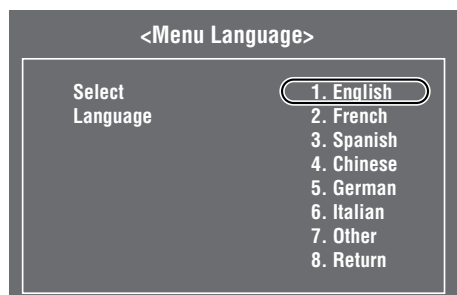 <Menu Language>
Select 1. English
Language 2. French
3. Spanish
4. Chinese
5. German
6. Italian
7. Other
8. Return